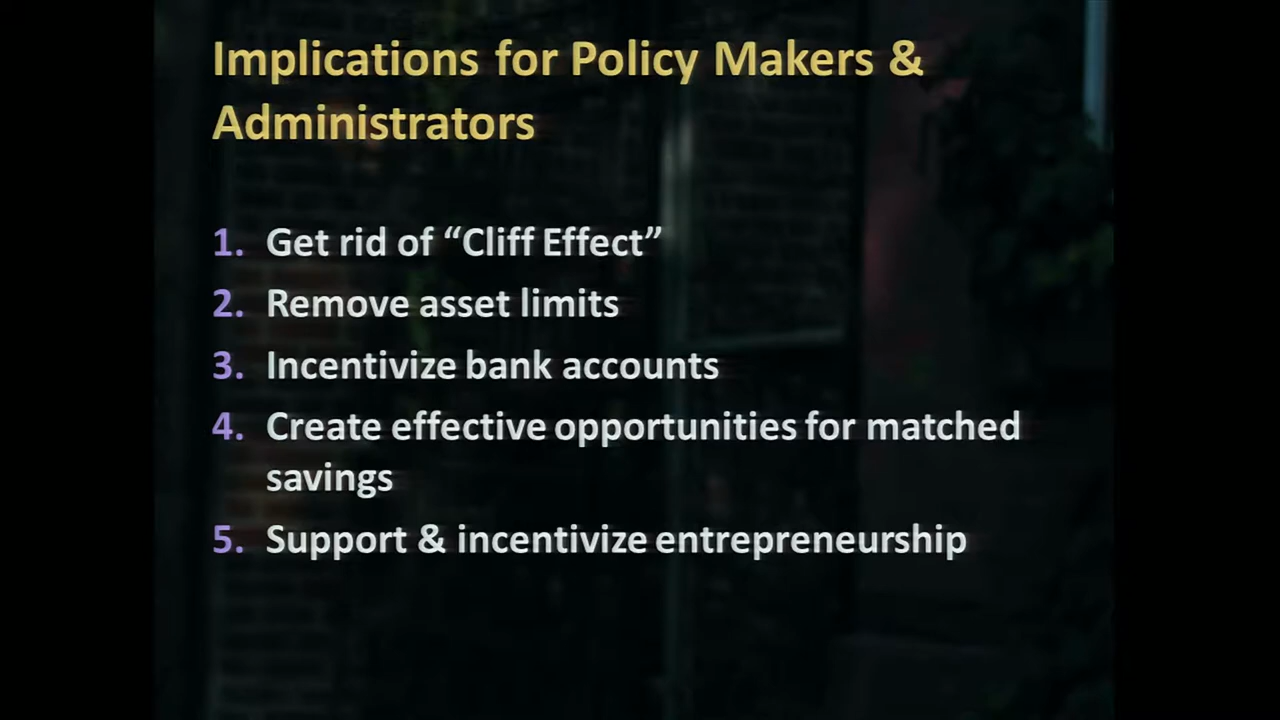 Implications for Policy Makers &
Administrators
1. Get rid of “Cliff Effect”
2. Remove asset limits
3. Incentivize bank accounts
4. Create effective opportunities for matched
savings
5. Support & incentivize entrepreneurship